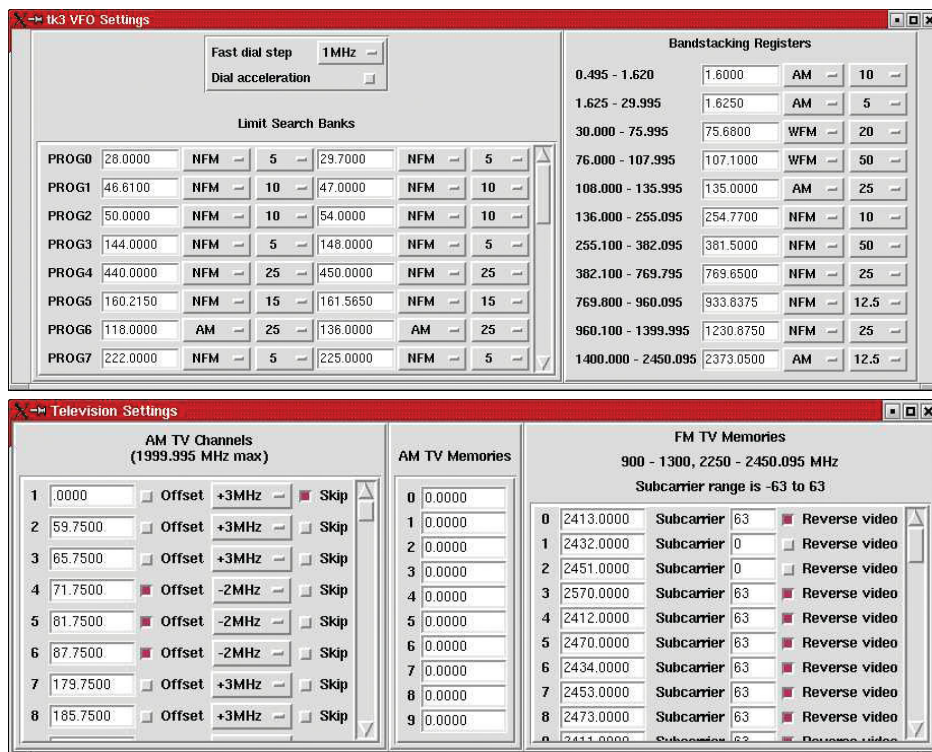 tk3 VFO Settings
Fast dial step 1MHz
Dial acceleration
Limit Search Banks
PROG0 28.0000 NFM 5 29.7000 NFM 5
PROG1 46.6100 NFM 10 47.0000 NFM 10
PROG2 50.0000 NFM 10 54.0000 NFM 10
PROG3 144.0000 NFM 5 148.0000 NFM 5
PROG4 440.0000 NFM 25 450.0000 NFM 25
PROG5 160.2150 NFM 15 161.5650 NFM 15
PROG6 118.0000 AM 25 136.0000 AM 25
PROG7 222.0000 NFM 5 225.0000 NFM 5
Bandstacking Registers
0.495 - 1.620 1.6000 AM 10
1.625 - 29.995 1.6250 AM 5
30.000 - 75.995 75.6800 WFM 20
76.000 - 107.995 107.1000 WFM 50
108.000 - 135.995 135.0000 AM 25
136.000 - 255.095 254.7700 NFM 10
255.100 - 382.095 381.5000 NFM 50
382.100 - 769.795 769.6500 NFM 25
769.800 - 960.095 933.8375 NFM 12.5
960.100 - 1399.995 1230.8750 NFM 25
1400.000 - 2450.095 2373.0500 AM 12.5
Television Settings
AM TV Channels
(1999.995 MHz max)
1 .0000 Offset +3MHz Skip
2 59.7500 Offset +3MHz Skip
3 65.7500 Offset +3MHz Skip
4 71.7500 Offset -2MHz Skip
5 81.7500 Offset -2MHz Skip
6 87.7500 Offset -2MHz Skip
7 179.7500 Offset +3MHz Skip
8 185.7500 Offset +3MHz Skip
AM TV Memories
0 0.0000
1 0.0000
2 0.0000
3 0.0000
4 0.0000
5 0.0000
6 0.0000
7 0.0000
8 0.0000
9 0.0000
FM TV Memories
900 - 1300, 2250 - 2450.095 MHz
Subcarrier range is -63 to 63
0 2413.0000 Subcarrier 63 Reverse video
1 2432.0000 Subcarrier 0 Reverse video
2 2451.0000 Subcarrier 0 Reverse video
3 2570.0000 Subcarrier 63 Reverse video
4 2412.0000 Subcarrier 63 Reverse video
5 2470.0000 Subcarrier 63 Reverse video
6 2434.0000 Subcarrier 63 Reverse video
7 2453.0000 Subcarrier 63 Reverse video
8 2473.0000 Subcarrier 63 Reverse video
9 2411.0000 Subcarrier 63 Reverse video